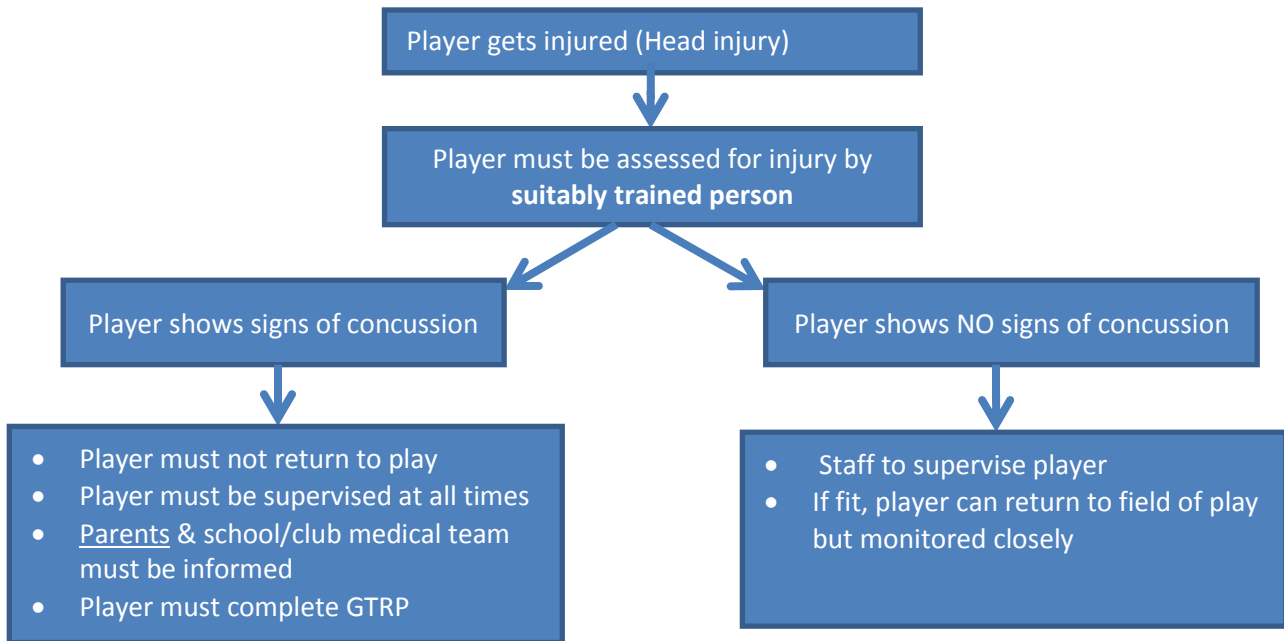 Player gets injured (Head injury)
Player must be assessed for injury by
suitably trained person
Player shows signs of concussion
Player shows NO signs of concussion
• Player must not return to play
• Player must be supervised at all times
• Parents & school/club medical team
must be informed
• Player must complete GTRP
• Staff to supervise player
• If fit, player can return to field of play
but monitored closely